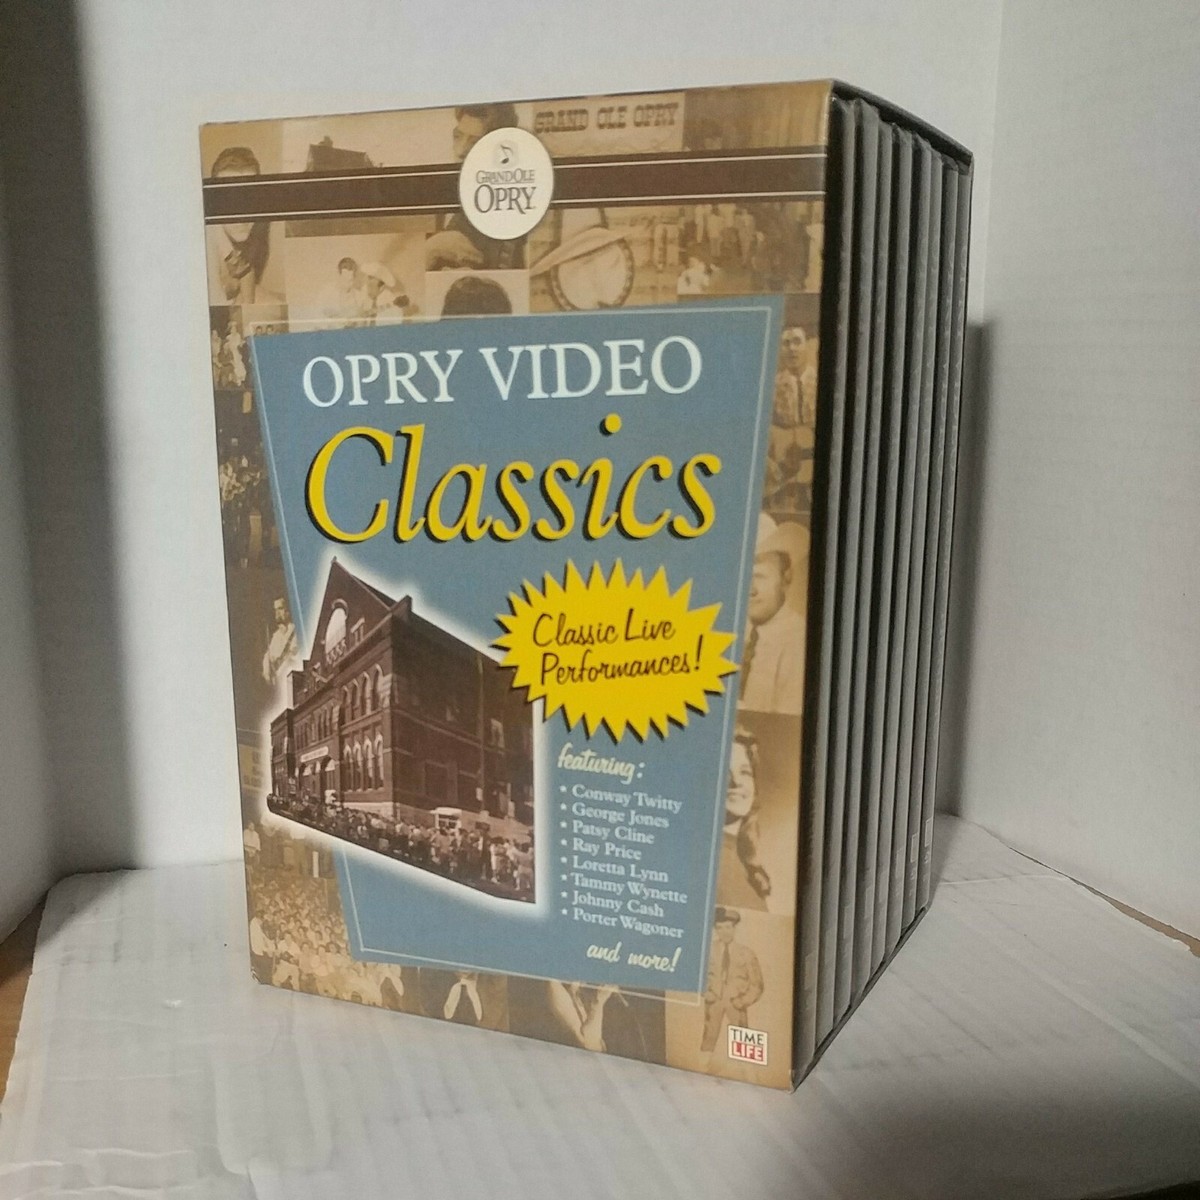 GRAND OLE OPRY
GRAND OLE
OPRY
OPRY VIDEO
Classics
Classic Live
Performances!
featuring:
* Conway Twitty
* George Jones
* Patsy Cline
* Ray Price
* Loretta Lynn
* Tammy Wynette
* Johnny Cash
* Porter Wagoner
and more!
TIME
LIFE